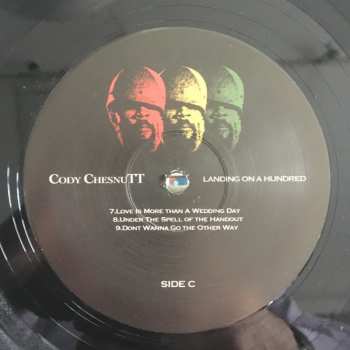 Cody ChesnuTT LANDING ON A HUNDRED
7.Love Is More than A Wedding Day
8.Under The Spell of the handout
9.Dont Wanna Go the Other Way
SIDE C